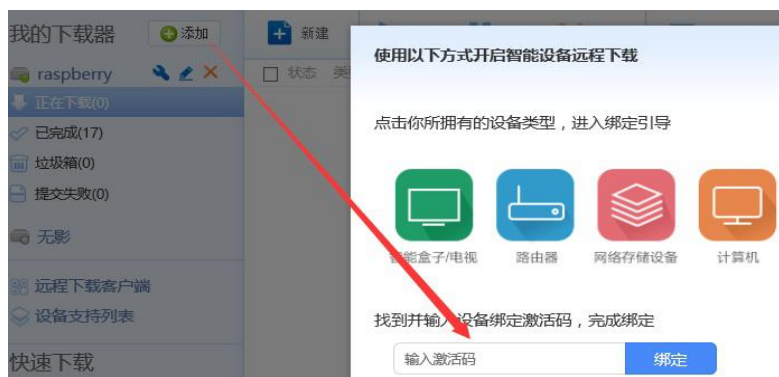 我的下载器
添加
raspberry
正在下载(0)
已完成(17)
垃圾箱(0)
提交失败(0)
无影
远程下载客户端
设备支持列表
快速下载
新建
状态
使用以下方式开启智能设备远程下载
点击你所拥有的设备类型，进入绑定引导
智能盒子/电视 路由器 网络存储设备 计算机
找到并输入设备绑定激活码，完成绑定
输入激活码 绑定